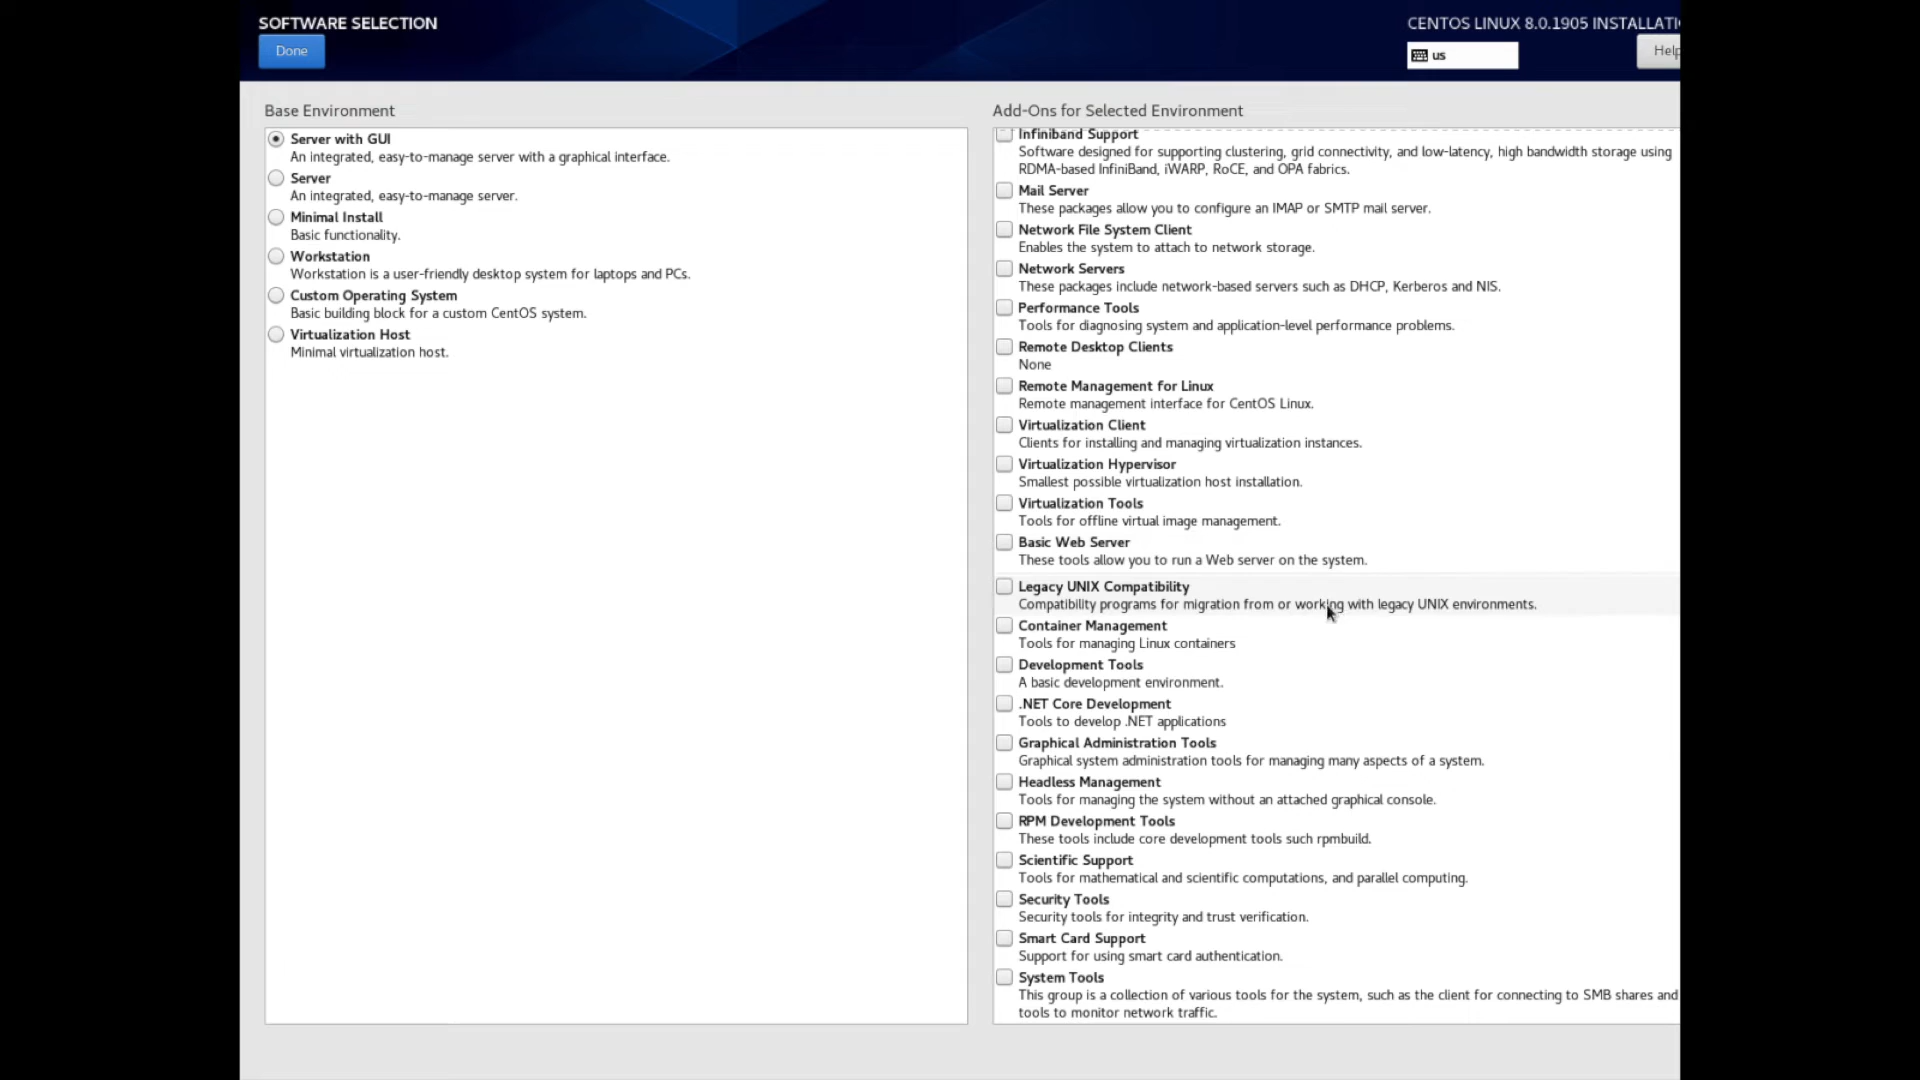 SOFTWARE SELECTION
Done
CENTOS LINUX 8.0.1905 INSTALLATI
us
Help
Base Environment
Server with GUI
An integrated, easy-to-manage server with a graphical interface.
Server
An integrated, easy-to-manage server.
Minimal Install
Basic functionality.
Workstation
Workstation is a user-friendly desktop system for laptops and PCs.
Custom Operating System
Basic building block for a custom CentOS system.
Virtualization Host
Minimal virtualization host.
Add-Ons for Selected Environment
Infiniband Support
Software designed for supporting clustering, grid connectivity, and low-latency, high bandwidth storage using
RDMA-based InfiniBand, iWARP, RoCE, and OPA fabrics.
Mail Server
These packages allow you to configure an IMAP or SMTP mail server.
Network File System Client
Enables the system to attach to network storage.
Network Servers
These packages include network-based servers such as DHCP, Kerberos and NIS.
Performance Tools
Tools for diagnosing system and application-level performance problems.
Remote Desktop Clients
None
Remote Management for Linux
Remote management interface for CentOS Linux.
Virtualization Client
Clients for installing and managing virtualization instances.
Virtualization Hypervisor
Smallest possible virtualization host installation.
Virtualization Tools
Tools for offline virtual image management.
Basic Web Server
These tools allow you to run a Web server on the system.
Legacy UNIX Compatibility
Compatibility programs for migration from or working with legacy UNIX environments.
Container Management
Tools for managing Linux containers
Development Tools
A basic development environment.
.NET Core Development
Tools to develop .NET applications
Graphical Administration Tools
Graphical system administration tools for managing many aspects of a system.
Headless Management
Tools for managing the system without an attached graphical console.
RPM Development Tools
These tools include core development tools such rpmbuild.
Scientific Support
Tools for mathematical and scientific computations, and parallel computing.
Security Tools
Security tools for integrity and trust verification.
Smart Card Support
Support for using smart card authentication.
System Tools
This group is a collection of various tools for the system, such as the client for connecting to SMB shares and
tools to monitor network traffic.